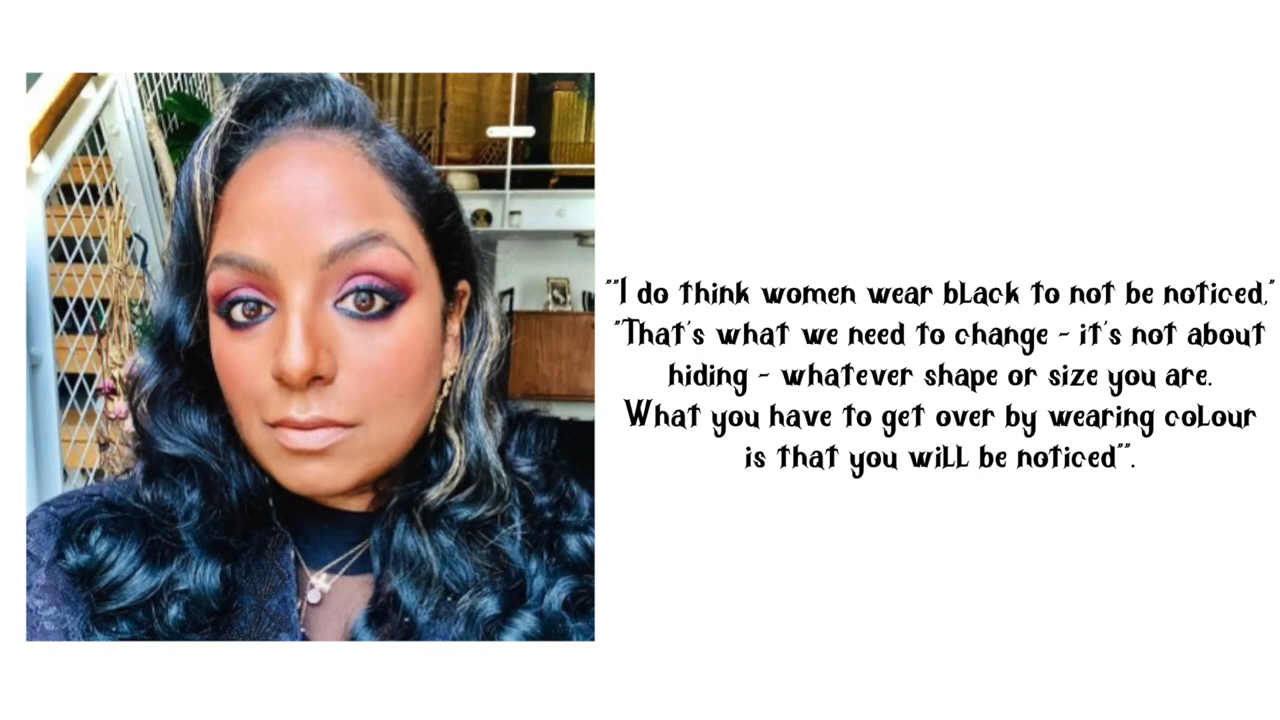 ""I do think women wear black to not be noticed,"
"That's what we need to change - it's not about
hiding - whatever shape or size you are.
What you have to get over by wearing colour
is that you will be noticed"".